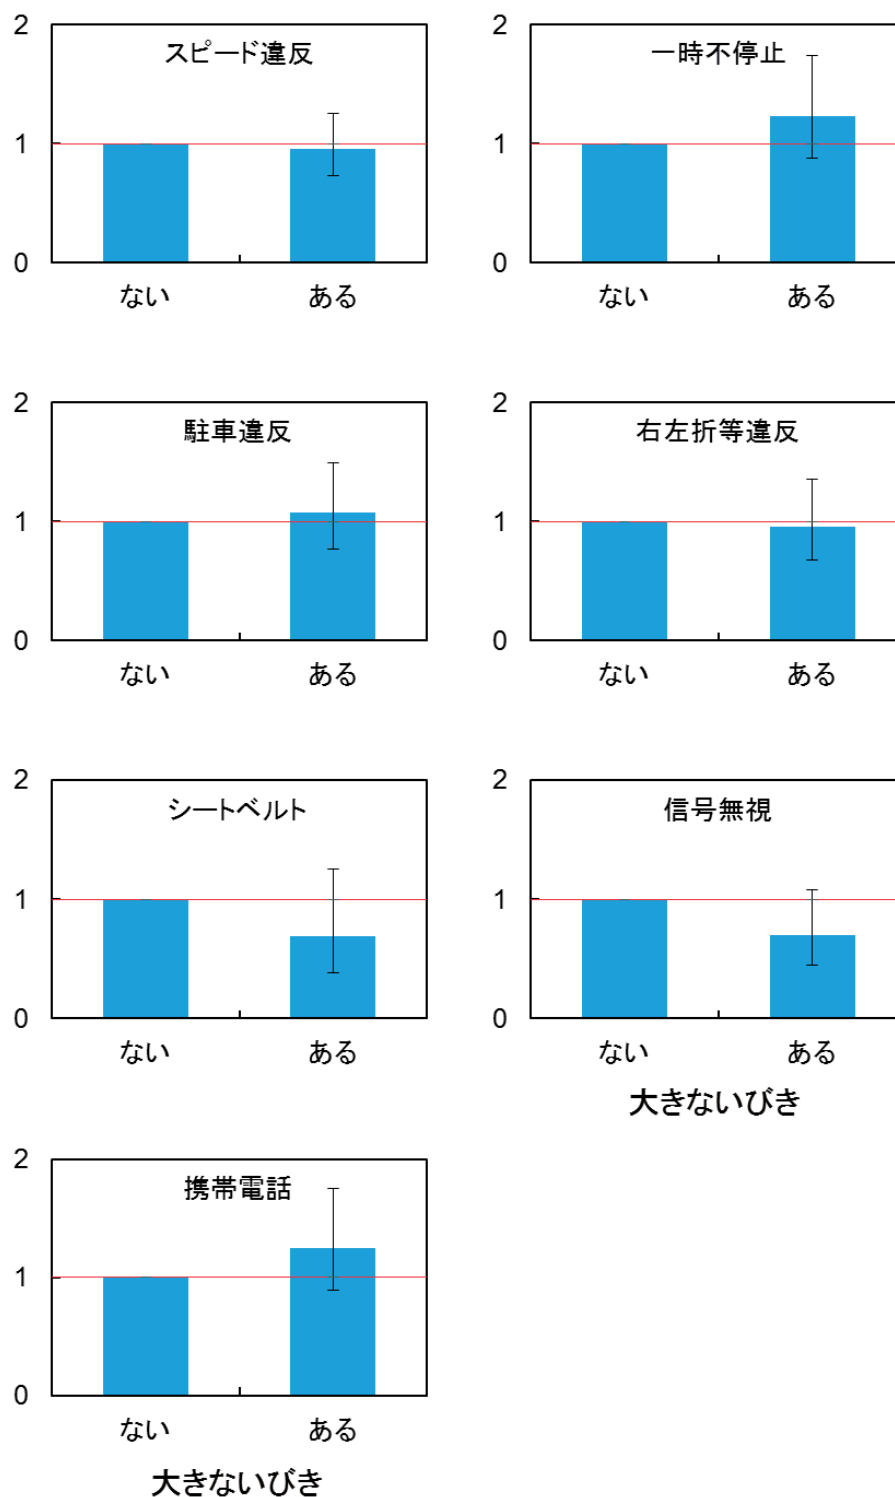 スピード違反
2
1
0
ない ある
一時不停止
2
1
0
ない ある
駐車違反
2
1
0
ない ある
右左折等違反
2
1
0
ない ある
シートベルト
2
1
0
ない ある
信号無視
2
1
0
ない ある
大きないびき
携帯電話
2
1
0
ない ある
大きないびき